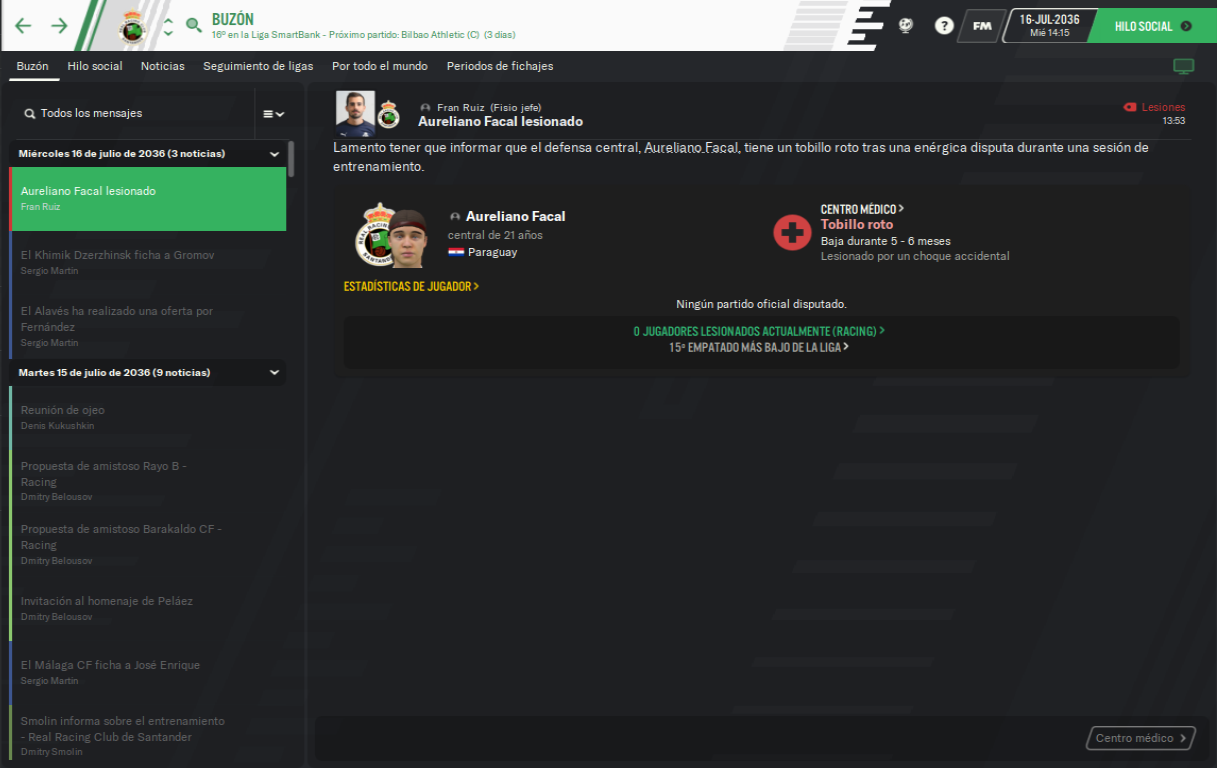 BUZÓN
16º en la Liga SmartBank - Próximo partido: Bilbao Athletic (C) (3 días)
?
FM
16-JUL-2036
Mié 14:15
HILO SOCIAL
Buzón
Hilo social
Noticias
Seguimiento de ligas
Por todo el mundo
Periodos de fichajes
Todos los mensajes
Miércoles 16 de julio de 2036 (3 noticias)
Aureliano Facal lesionado
Fran Ruiz
El Khimik Dzerzhinsk ficha a Gromov
Sergio Martín
El Alavés ha realizado una oferta por
Fernández
Sergio Martín
Martes 15 de julio de 2036 (9 noticias)
Reunión de ojeo
Denis Kukushkin
Propuesta de amistoso Rayo B -
Racing
Dmitry Belousov
Propuesta de amistoso Barakaldo CF -
Racing
Dmitry Belousov
Invitación al homenaje de Peláez
Dmitry Belousov
El Málaga CF ficha a José Enrique
Sergio Martín
Smolin informa sobre el entrenamiento
- Real Racing Club de Santander
Dmitry Smolin
Fran Ruiz (Fisio jefe)
Aureliano Facal lesionado
Lesiones
13:53
Lamento tener que informar que el defensa central, Aureliano Facal, tiene un tobillo roto tras una enérgica disputa durante una sesión de
entrenamiento.
REAL RACING
SANTANDER
Aureliano Facal
central de 21 años
Paraguay
CENTRO MÉDICO
Tobillo roto
Baja durante 5 - 6 meses
Lesionado por un choque accidental
ESTADÍSTICAS DE JUGADOR
Ningún partido oficial disputado.
0 JUGADORES LESIONADOS ACTUALMENTE (RACING)
15º EMPATADO MÁS BAJO DE LA LIGA
Centro médico